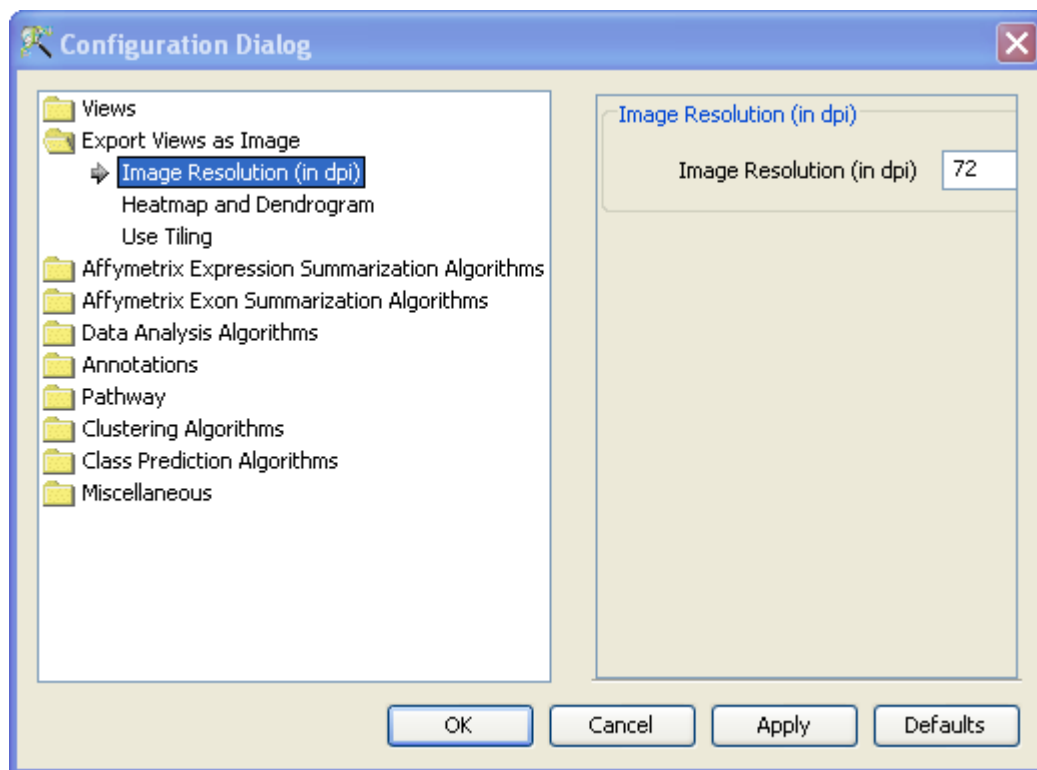 Configuration Dialog
Views
Export Views as Image
Image Resolution (in dpi)
Heatmap and Dendrogram
Use Tiling
Affymetrix Expression Summarization Algorithms
Affymetrix Exon Summarization Algorithms
Data Analysis Algorithms
Annotations
Pathway
Clustering Algorithms
Class Prediction Algorithms
Miscellaneous
Image Resolution (in dpi)
Image Resolution (in dpi) 72
OK Cancel Apply Defaults